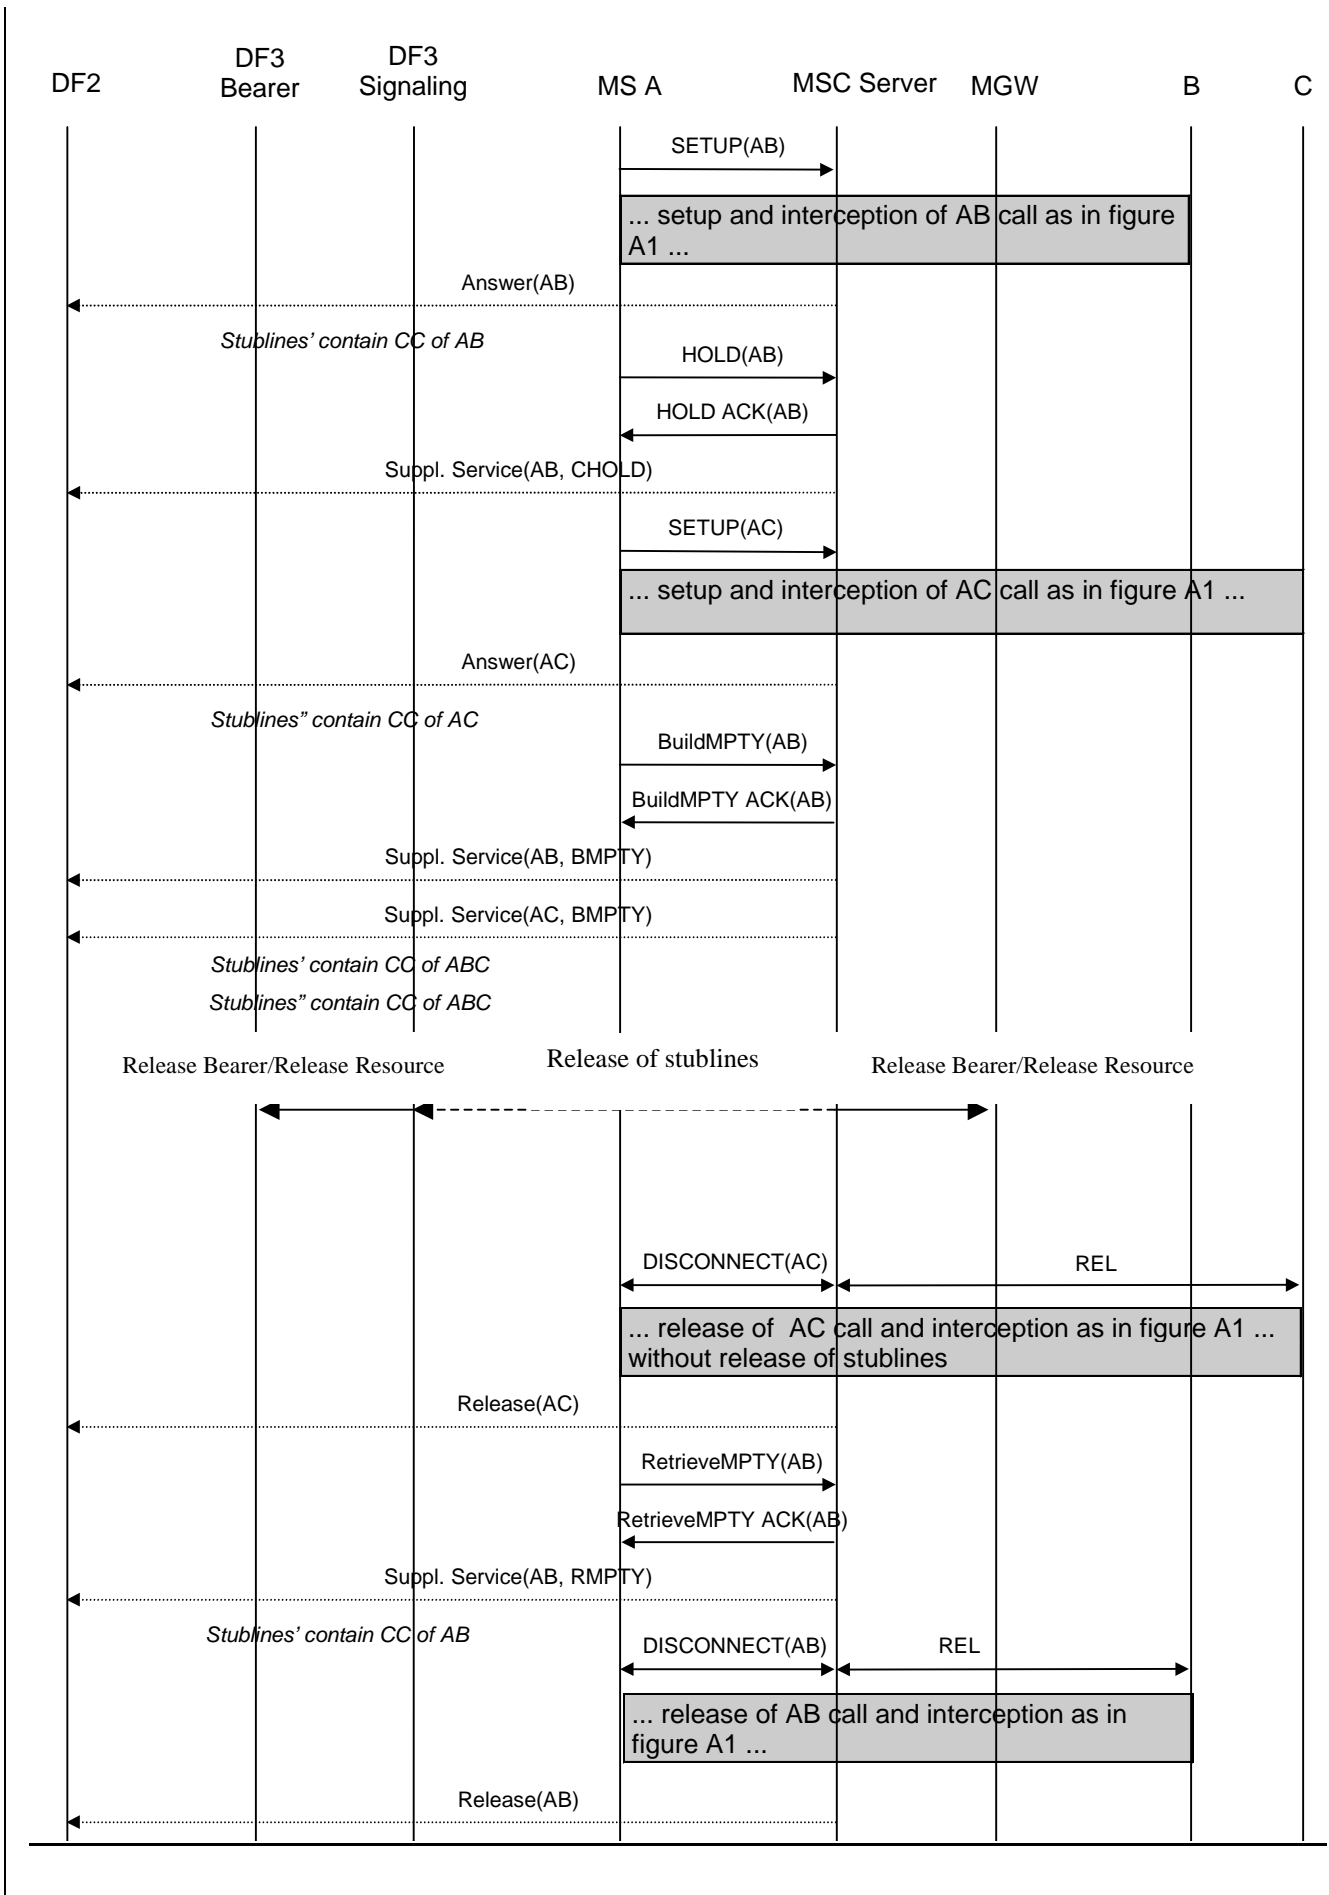 DF2
DF3
Bearer
DF3
Signaling
MS A
MSC Server
MGW
B
C
SETUP(AB)
... setup and interception of AB call as in figure
A1 ...
Answer(AB)
Stublines’ contain CC of AB
HOLD(AB)
HOLD ACK(AB)
Suppl. Service(AB, CHOLD)
SETUP(AC)
... setup and interception of AC call as in figure A1 ...
Answer(AC)
Stublines” contain CC of AC
BuildMPTY(AB)
BuildMPTY ACK(AB)
Suppl. Service(AB, BMPTY)
Suppl. Service(AC, BMPTY)
Stublines’ contain CC of ABC
Stublines” contain CC of ABC
Release Bearer/Release Resource
Release of stublines
Release Bearer/Release Resource
DISCONNECT(AC)
REL
... release of AC call and interception as in figure A1 ...
without release of stublines
Release(AC)
RetrieveMPTY(AB)
RetrieveMPTY ACK(AB)
Suppl. Service(AB, RMPTY)
Stublines’ contain CC of AB
DISCONNECT(AB)
REL
... release of AB call and interception as in
figure A1 ...
Release(AB)